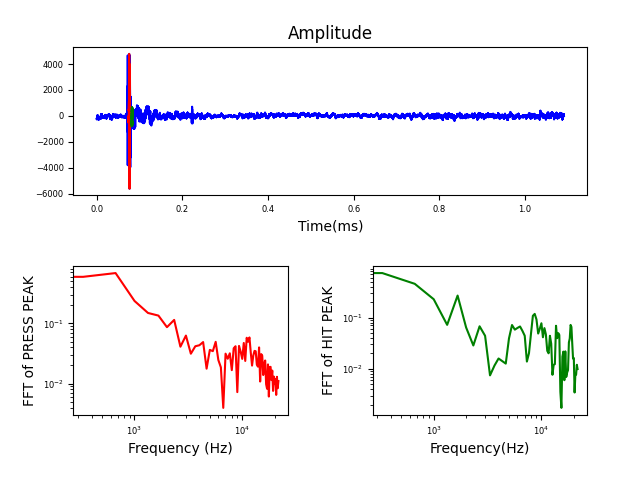 Amplitude
4000
2000
0
−2000
−4000
−6000
0.0 0.2 0.4 0.6 0.8 1.0
Time(ms)
FFT of PRESS PEAK
10⁻¹
10⁻²
10³ 10⁴
Frequency (Hz)
FFT of HIT PEAK
10⁻¹
10⁻²
10³ 10⁴
Frequency(Hz)